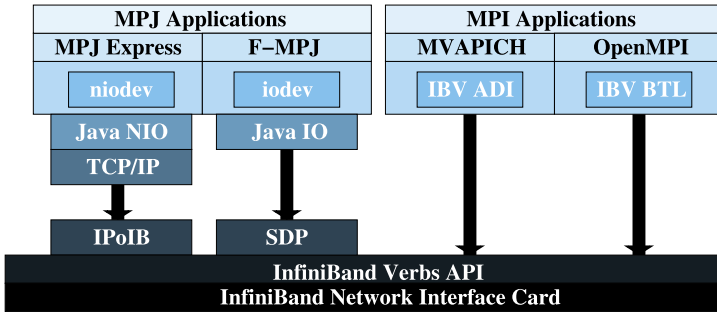 MPJ Applications
MPI Applications
MPJ Express
F−MPJ
MVAPICH
OpenMPI
niodev
iodev
IBV ADI
IBV BTL
Java NIO
Java IO
TCP/IP
IPoIB
SDP
InfiniBand Verbs API
InfiniBand Network Interface Card